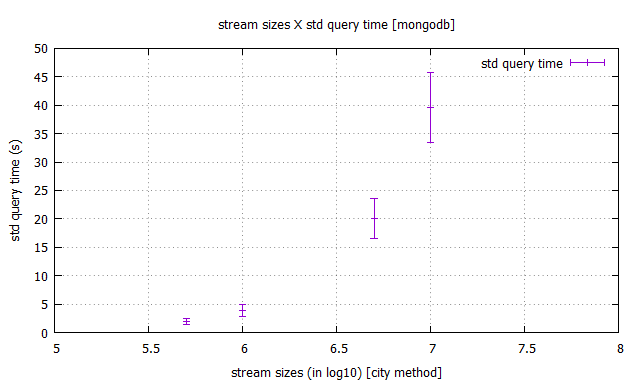 stream sizes X std query time [mongodb]
std query time
50
45
40
35
30
25
20
15
10
5
0
std query time (s)
5 5.5 6 6.5 7 7.5 8
stream sizes (in log10) [city method]